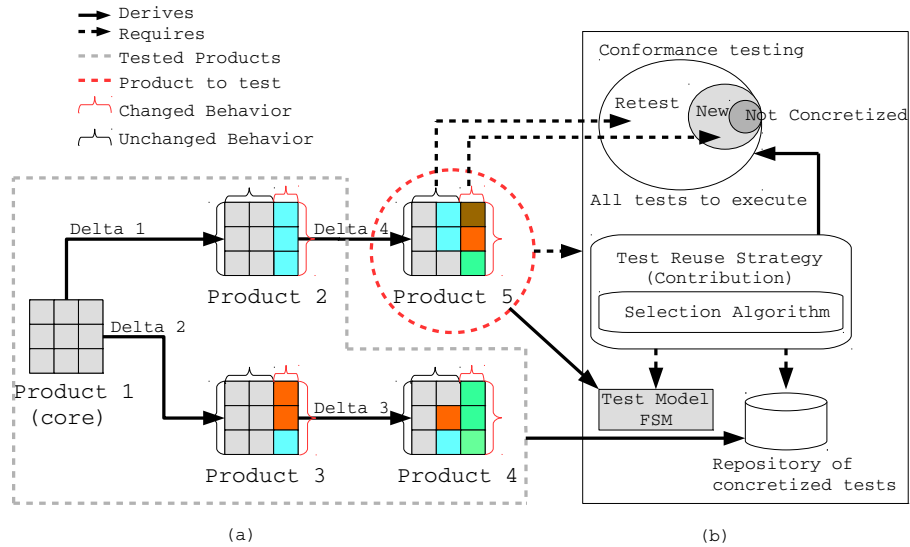 Derives
Requires
Tested Products
Product to test
Changed Behavior
Unchanged Behavior
Delta 1
Delta 4
Product 2
Product 5
Delta 2
Product 1
(core)
Delta 3
Product 3
Product 4
(a)
Conformance testing
Retest
New
Not Concretized
All tests to execute
Test Reuse Strategy
(Contribution)
Selection Algorithm
Test Model
FSM
Repository of
concretized tests
(b)